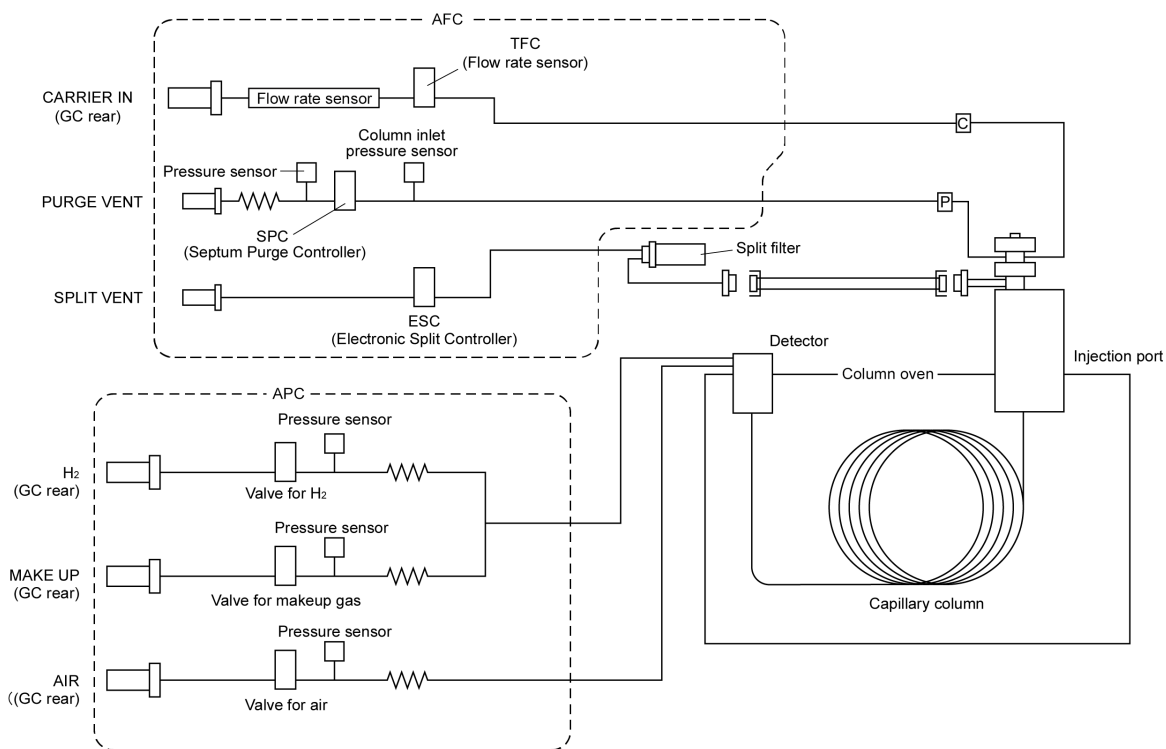 AFC
TFC
(Flow rate sensor)
CARRIER IN
(GC rear)
Flow rate sensor
C
Column inlet
pressure sensor
Pressure sensor
PURGE VENT
P
SPC
(Septum Purge Controller)
Split filter
SPLIT VENT
ESC
(Electronic Split Controller)
Detector
Injection port
Column oven
APC
Pressure sensor
H2
(GC rear)
Valve for H2
Pressure sensor
MAKE UP
(GC rear)
Valve for makeup gas
Capillary column
Pressure sensor
AIR
((GC rear)
Valve for air